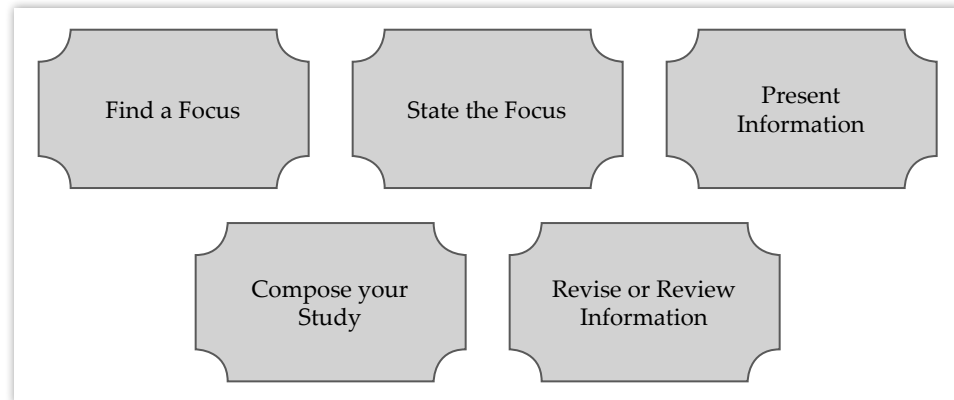 Find a Focus
State the Focus
Present
Information
Compose your
Study
Revise or Review
Information